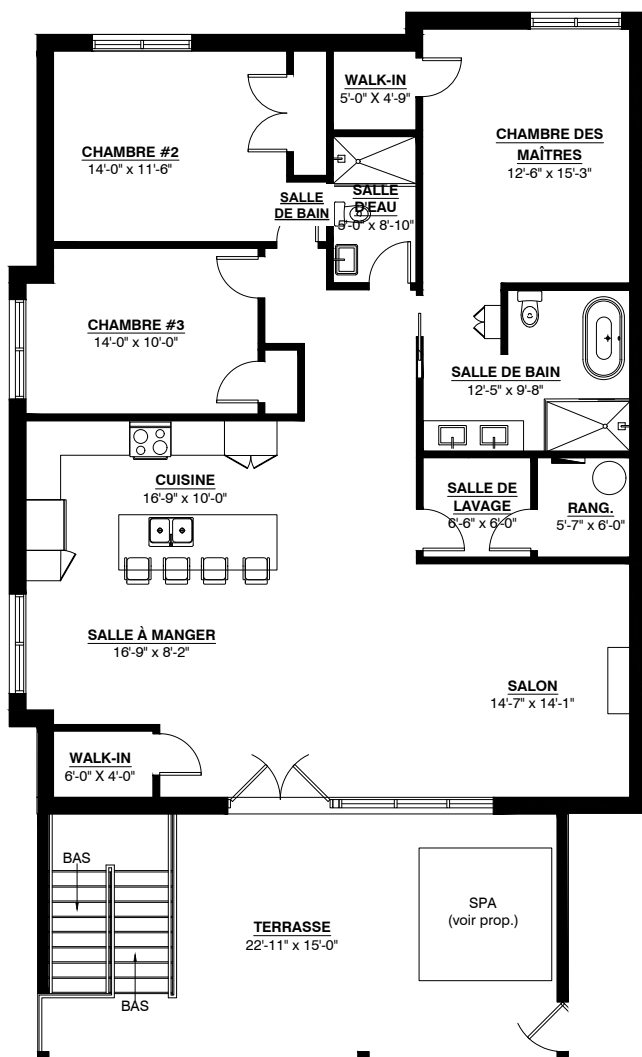 WALK-IN
5'-0" X 4'-9"
CHAMBRE DES
MAÎTRES
12'-6" x 15'-3"
CHAMBRE #2
14'-0" x 11'-6"
SALLE
DE BAIN
SALLE
D'EAU
5'-0" x 8'-10"
CHAMBRE #3
14'-0" x 10'-0"
SALLE DE BAIN
12'-5" x 9'-8"
CUISINE
16'-9" x 10'-0"
SALLE DE
LAVAGE
6'-6" x 6'-0"
RANG.
5'-7" x 6'-0"
SALLE À MANGER
16'-9" x 8'-2"
SALON
14'-7" x 14'-1"
WALK-IN
6'-0" X 4'-0"
BAS
SPA
(voir prop.)
TERRASSE
22'-11" x 15'-0"
BAS